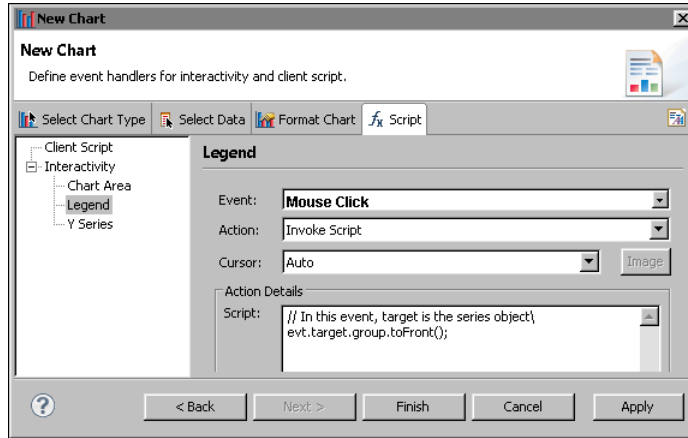 New Chart
New Chart
Define event handlers for interactivity and client script.
Select Chart Type
Select Data
Format Chart
fx Script
Client Script
Interactivity
Chart Area
Legend
Y Series
Legend
Event: Mouse Click
Action: Invoke Script
Cursor: Auto Image
Action Details
Script: // In this event, target is the series object\
evt.target.group.toFront();
? < Back Next > Finish Cancel Apply